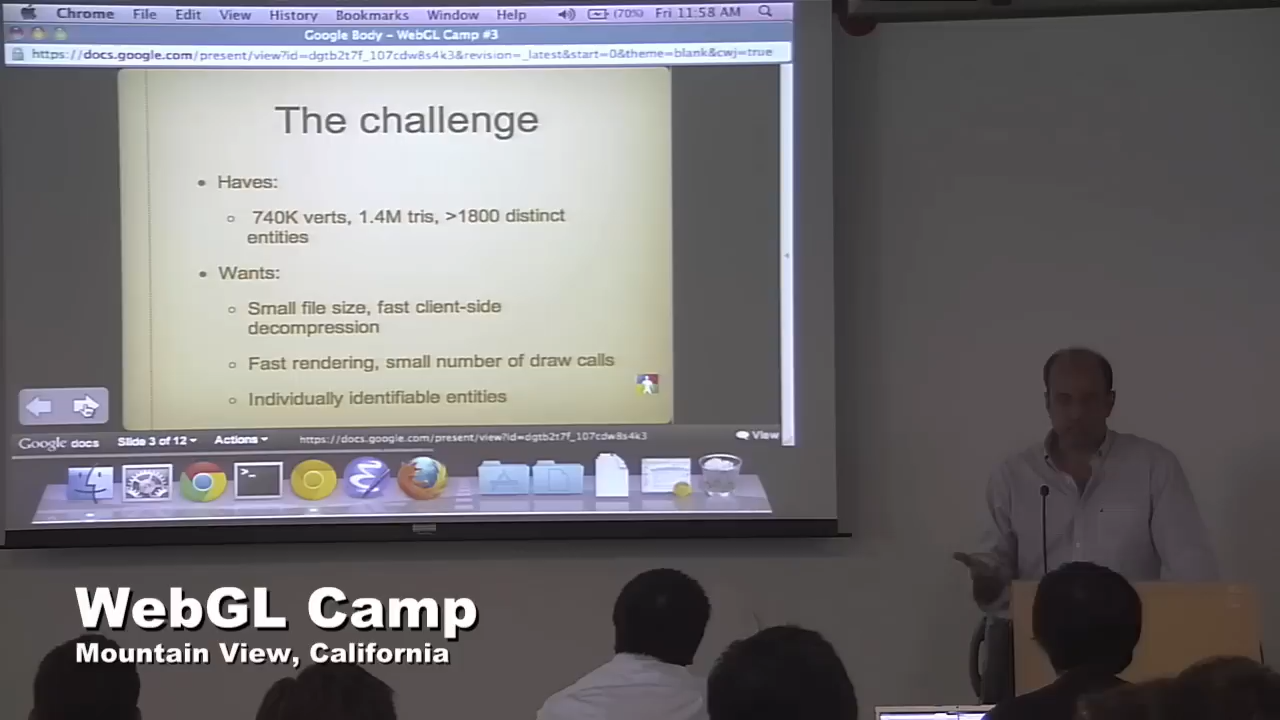 Chrome File Edit View History Bookmarks Window Help (70%) Fri 11:58 AM
Google Body – WebGL Camp #3
https://docs.google.com/present/view?id=dgtb2t7f_107cdw8s4k3&revision=_latest&start=0&theme=blank&cwj=true
The challenge
• Haves:
○ 740K verts, 1.4M tris, >1800 distinct
entities
• Wants:
○ Small file size, fast client-side
decompression
○ Fast rendering, small number of draw calls
○ Individually identifiable entities
Google docs Slide 3 of 12 Actions https://docs.google.com/present/view?id=dgtb2t7f_107cdw8s4k3 View
>_
WebGL Camp
Mountain View, California